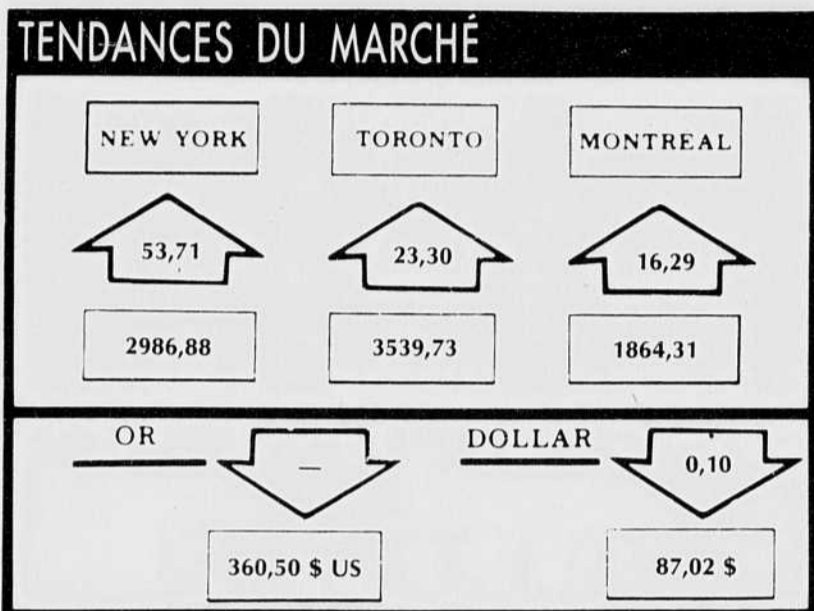 TENDANCES DU MARCHÉ
NEW YORK TORONTO MONTREAL
53,71 23,30 16,29
2986,88 3539,73 1864,31
OR — DOLLAR 0,10
360,50 $ US 87,02 $